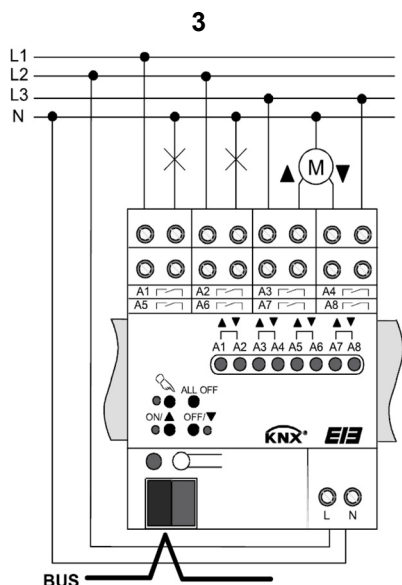 3
L1
L2
L3
N
M
A1 A2 A3 A4
A5 A6 A7 A8
A1 A2 A3 A4 A5 A6 A7 A8
ALL OFF
ON/▲ OFF/▼
KNX® EIB
L N
BUS